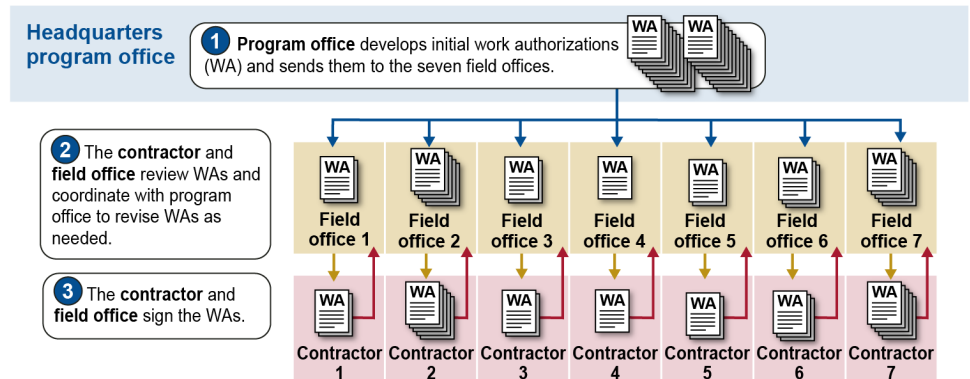 Headquarters
program office
1 Program office develops initial work authorizations
(WA) and sends them to the seven field offices.
WA WA
2 The contractor and
field office review WAs and
coordinate with program
office to revise WAs as
needed.
3 The contractor and
field office sign the WAs.
WA WA WA WA WA WA WA
Field
office 1
Field
office 2
Field
office 3
Field
office 4
Field
office 5
Field
office 6
Field
office 7
WA WA WA WA WA WA WA
Contractor
1
Contractor
2
Contractor
3
Contractor
4
Contractor
5
Contractor
6
Contractor
7